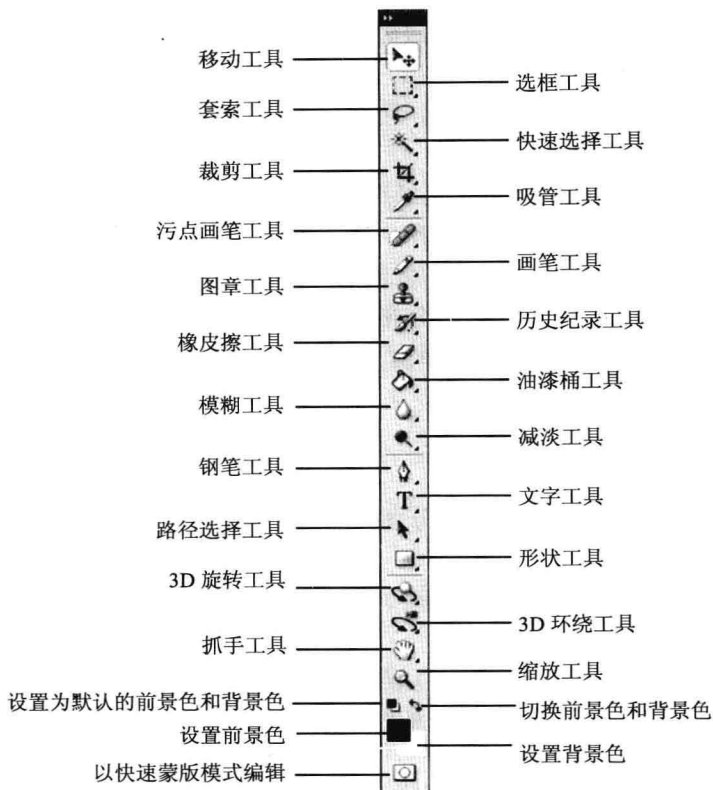 移动工具
选框工具
套索工具
快速选择工具
裁剪工具
吸管工具
污点画笔工具
画笔工具
图章工具
历史纪录工具
橡皮擦工具
油漆桶工具
模糊工具
减淡工具
钢笔工具
文字工具
路径选择工具
形状工具
3D 旋转工具
3D 环绕工具
抓手工具
缩放工具
设置为默认的前景色和背景色
切换前景色和背景色
设置前景色
设置背景色
以快速蒙版模式编辑